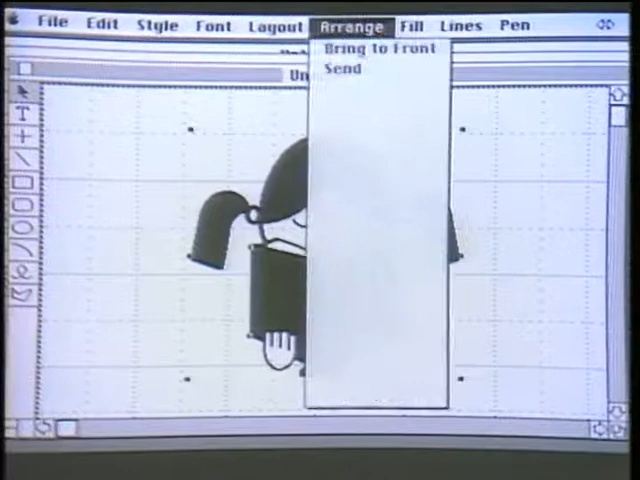 File Edit Style Font Layout Arrange Fill Lines Pen
Bring to Front
Send
Un
T